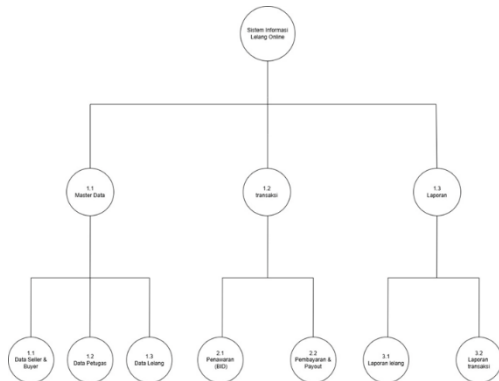 Sistem Informasi
Lelang Online
1.1
Master Data
1.2
transaksi
1.3
Laporan
1.1
Data Seller &
Buyer
1.2
Data Petugas
1.3
Data Lelang
2.1
Penawaran
(BID)
2.2
Pembayaran &
Payout
3.1
Laporan lelang
3.2
Laporan
transaksi